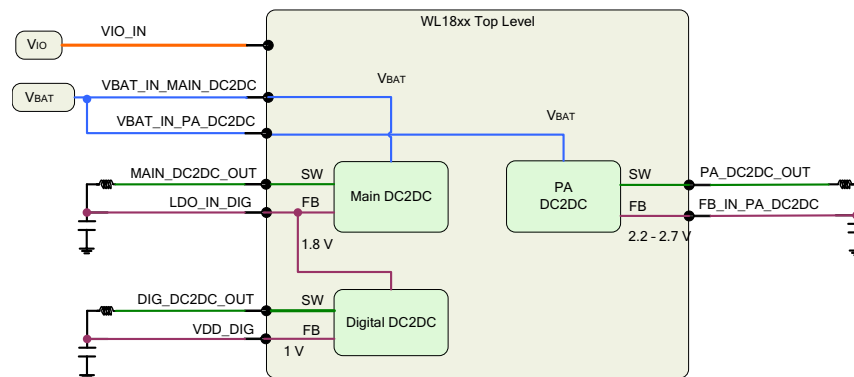 WL18xx Top Level
VIO
VIO_IN
VBAT
VBAT_IN_MAIN_DC2DC
VBAT
VBAT_IN_PA_DC2DC
VBAT
MAIN_DC2DC_OUT
SW
LDO_IN_DIG
FB
Main DC2DC
1.8 V
PA
DC2DC
SW
PA_DC2DC_OUT
FB
FB_IN_PA_DC2DC
2.2 - 2.7 V
DIG_DC2DC_OUT
SW
VDD_DIG
FB
Digital DC2DC
1 V